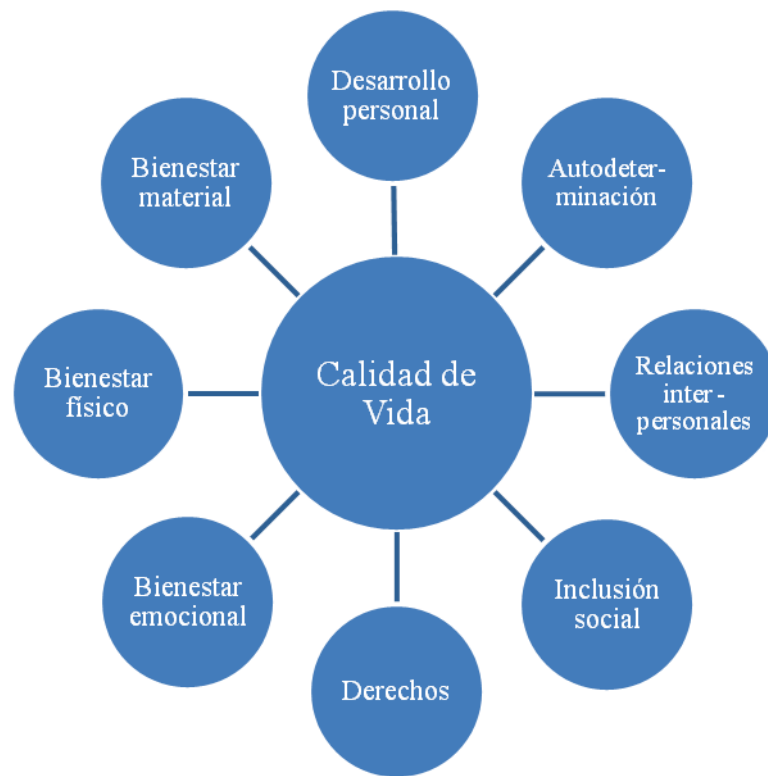 Desarrollo
personal
Autodeter-
minación
Relaciones
inter-
personales
Inclusión
social
Derechos
Bienestar
emocional
Bienestar
físico
Bienestar
material
Calidad de
Vida